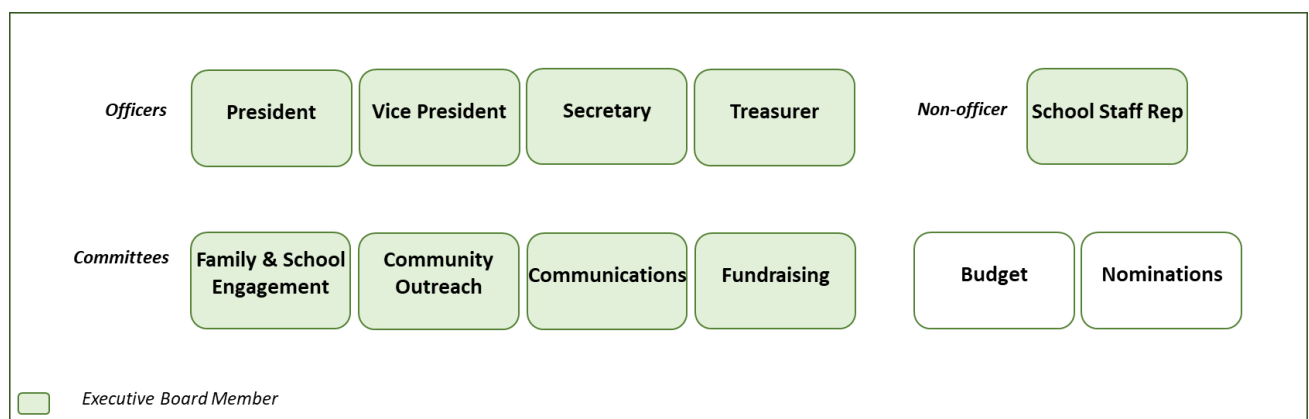 Officers
President
Vice President
Secretary
Treasurer
Non-officer
School Staff Rep
Committees
Family & School
Engagement
Community
Outreach
Communications
Fundraising
Budget
Nominations
Executive Board Member